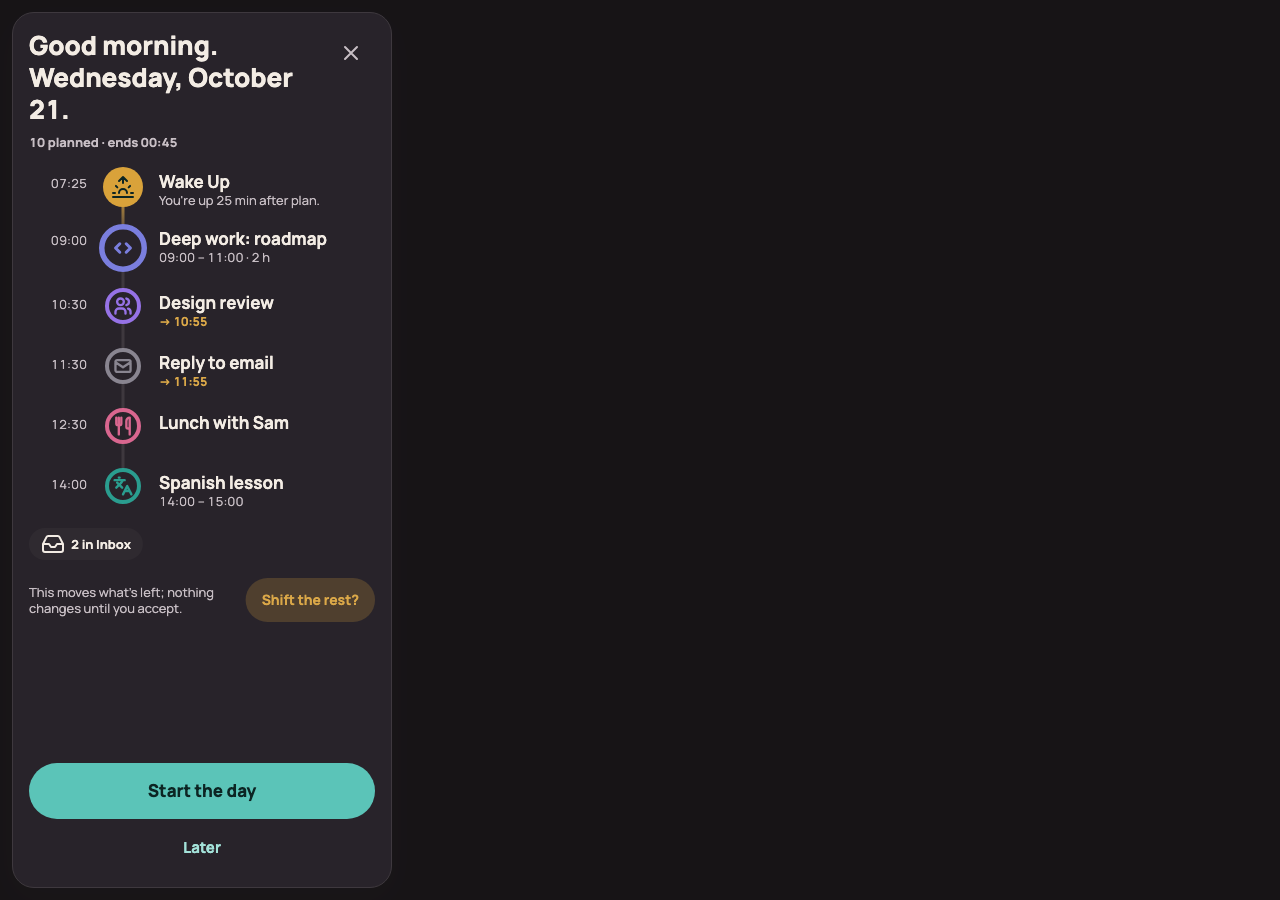 Good morning.
Wednesday, October
21.
10 planned · ends 00:45
07:25
Wake Up
You're up 25 min after plan.
09:00
Deep work: roadmap
09:00 – 11:00 · 2 h
10:30
Design review
→ 10:55
11:30
Reply to email
→ 11:55
12:30
Lunch with Sam
14:00
Spanish lesson
14:00 – 15:00
2 in Inbox
This moves what's left; nothing
changes until you accept.
Shift the rest?
Start the day
Later